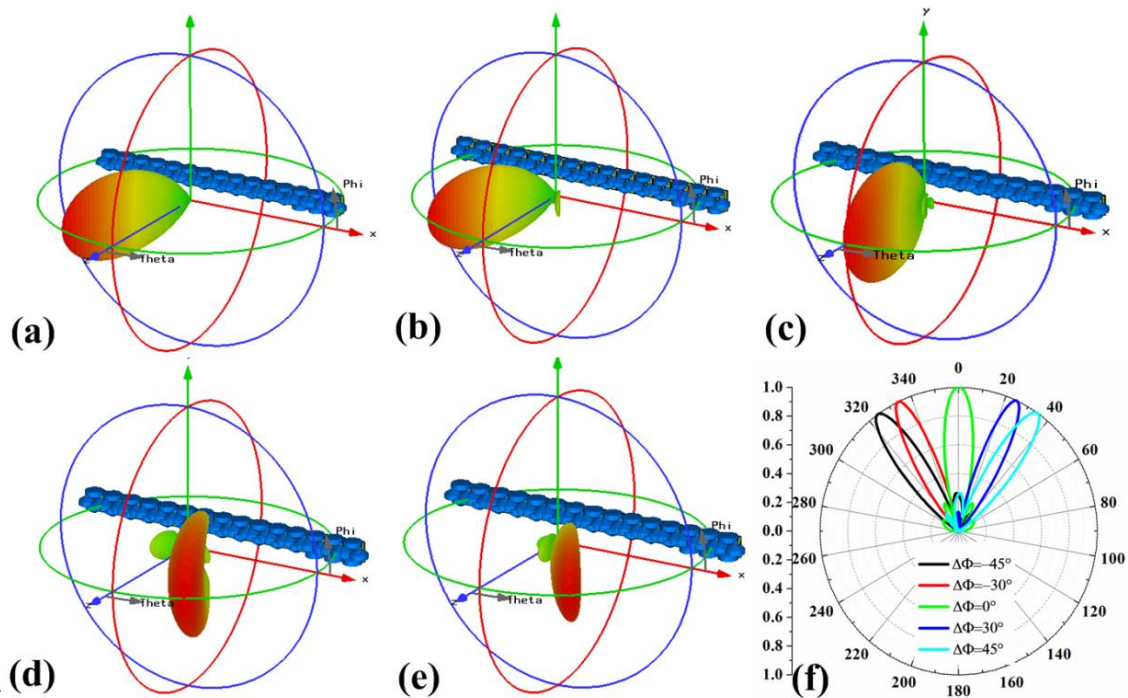 y
Phi
x
z
Theta
(a)
Phi
x
z
Theta
(b)
Phi
x
z
Theta
(c)
Phi
x
z
Theta
(d)
Phi
x
z
Theta
(e)
0
20
40
60
80
100
120
140
160
180
200
220
240
260
280
300
320
340
1.0
0.8
0.6
0.4
0.2
0.0
0.2
0.4
0.6
0.8
1.0
ΔΦ=−45°
ΔΦ=−30°
ΔΦ=0°
ΔΦ=30°
ΔΦ=45°
(f)